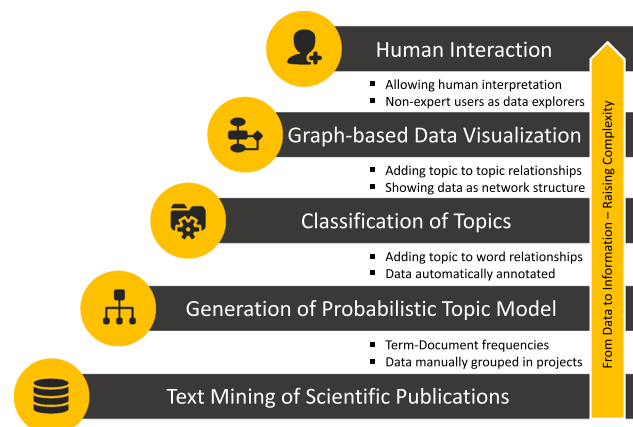 Human Interaction
▪ Allowing human interpretation
▪ Non-expert users as data explorers
Graph-based Data Visualization
▪ Adding topic to topic relationships
▪ Showing data as network structure
Classification of Topics
▪ Adding topic to word relationships
▪ Data automatically annotated
Generation of Probabilistic Topic Model
▪ Term-Document frequencies
▪ Data manually grouped in projects
Text Mining of Scientific Publications
From Data to Information – Raising Complexity